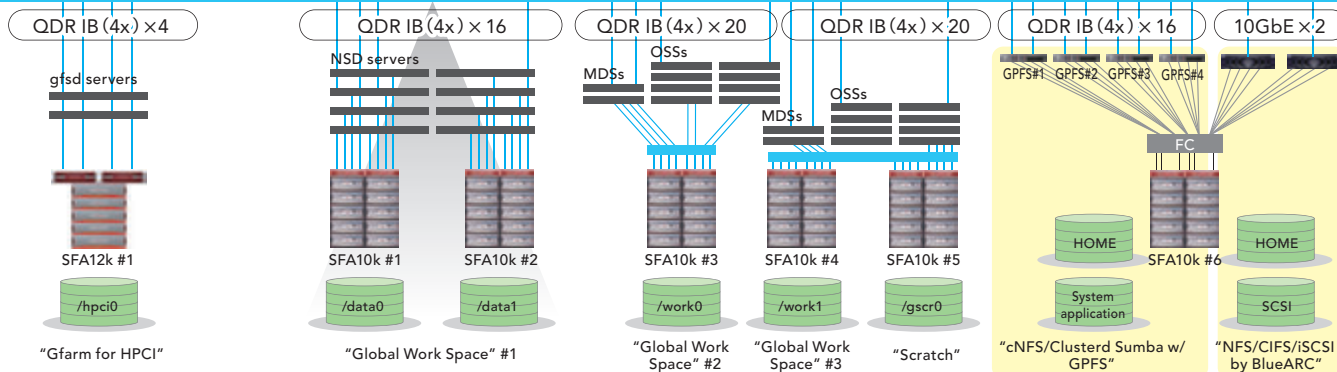 QDR IB (4x) ×4
QDR IB (4x) × 16
QDR IB (4x) × 20
QDR IB (4x) × 20
QDR IB (4x) × 16
10GbE × 2
gfsd servers
NSD servers
MDSs
OSSs
MDSs
OSSs
GPFS#1
GPFS#2
GPFS#3
GPFS#4
FC
SFA12k #1
SFA10k #1
SFA10k #2
SFA10k #3
SFA10k #4
SFA10k #5
SFA10k #6
HOME
HOME
/hpci0
/data0
/data1
/work0
/work1
/gscr0
System
application
SCSI
“Gfarm for HPCI”
“Global Work Space” #1
“Global Work
Space” #2
“Global Work
Space” #3
“Scratch”
“cNFS/Clusterd Sumba w/
GPFS”
“NFS/CIFS/iSCSI
by BlueARC”